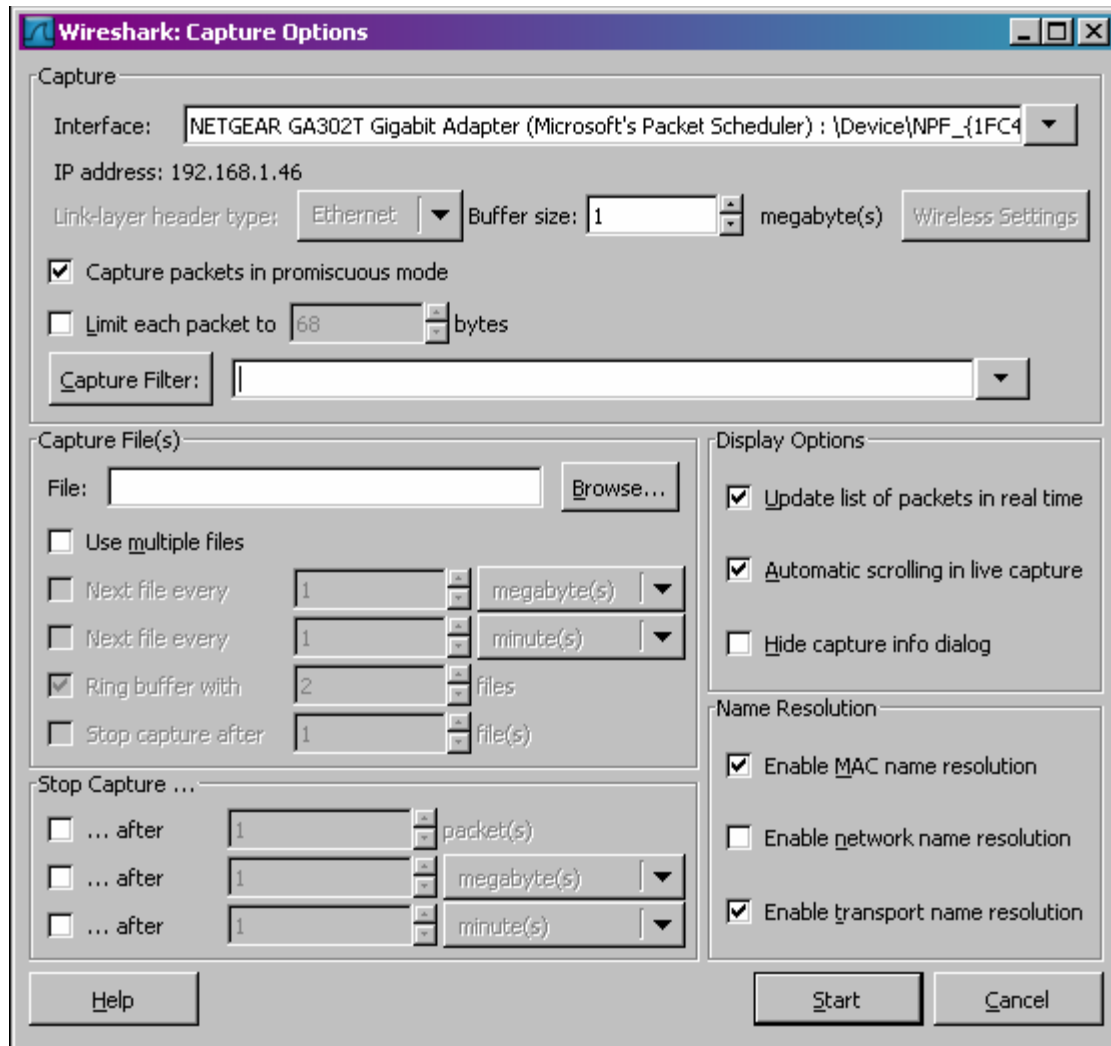 Wireshark: Capture Options
Capture
Interface: NETGEAR GA302T Gigabit Adapter (Microsoft's Packet Scheduler) : \Device\NPF_{1FC4
IP address: 192.168.1.46
Link-layer header type: Ethernet Buffer size: 1 megabyte(s) Wireless Settings
Capture packets in promiscuous mode
Limit each packet to 68 bytes
Capture Filter:
Capture File(s)
File: Browse...
Use multiple files
Next file every 1 megabyte(s)
Next file every 1 minute(s)
Ring buffer with 2 files
Stop capture after 1 file(s)
Stop Capture ...
... after 1 packet(s)
... after 1 megabyte(s)
... after 1 minute(s)
Display Options
Update list of packets in real time
Automatic scrolling in live capture
Hide capture info dialog
Name Resolution
Enable MAC name resolution
Enable network name resolution
Enable transport name resolution
Help Start Cancel